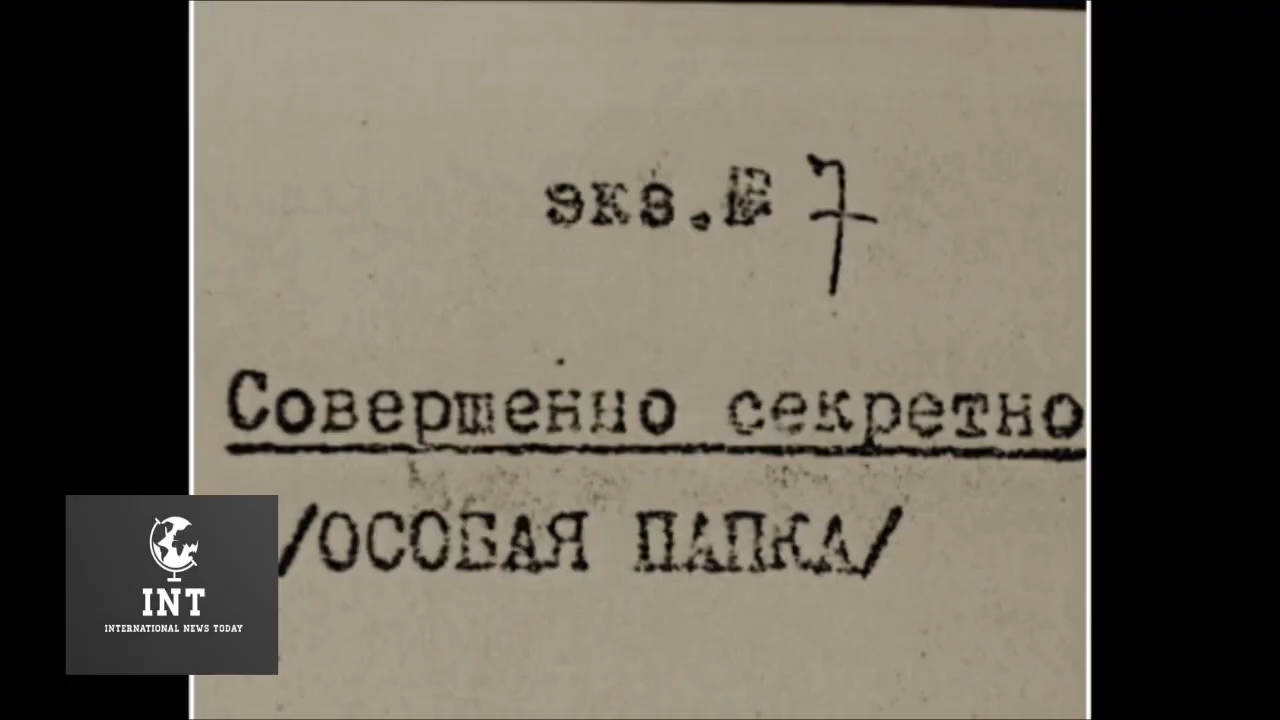 экз.№ 7
Совершенно секретно
/ОСОБАЯ ПАПКА/
INT
INTERNATIONAL NEWS TODAY